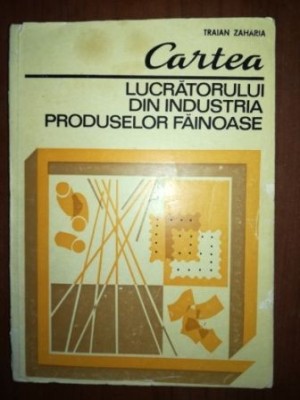 TRAIAN ZAHARIA
Cartea
LUCRĂTORULUI
DIN INDUSTRIA
PRODUSELOR FĂINOASE